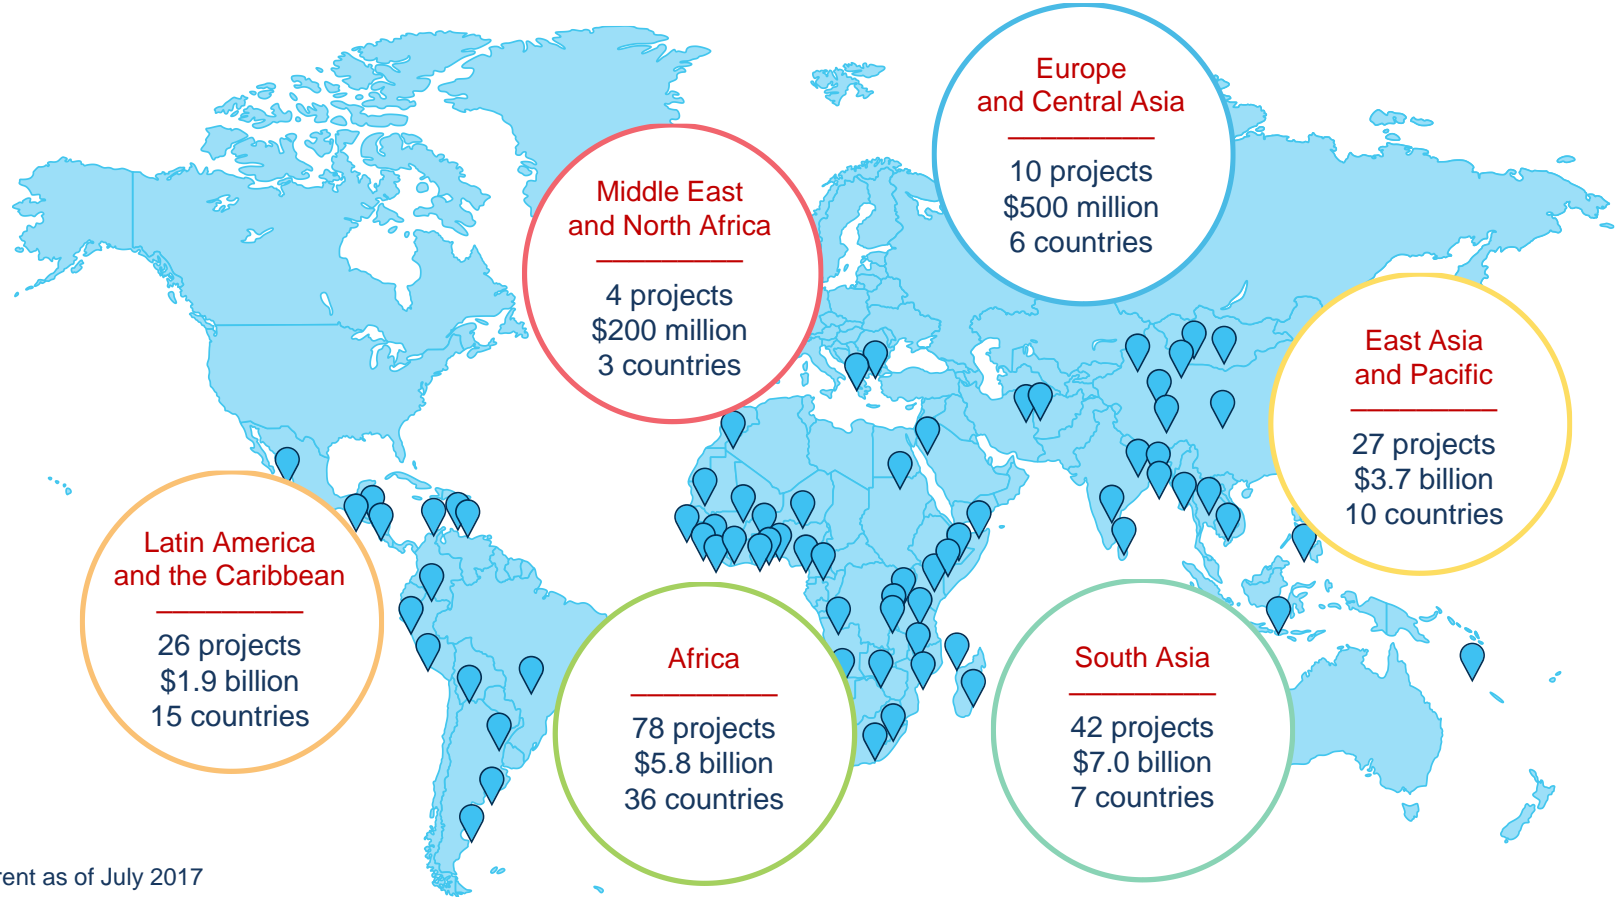 Europe
and Central Asia
10 projects
$500 million
6 countries
Middle East
and North Africa
4 projects
$200 million
3 countries
East Asia
and Pacific
27 projects
$3.7 billion
10 countries
Latin America
and the Caribbean
26 projects
$1.9 billion
15 countries
Africa
78 projects
$5.8 billion
36 countries
South Asia
42 projects
$7.0 billion
7 countries
rent as of July 2017